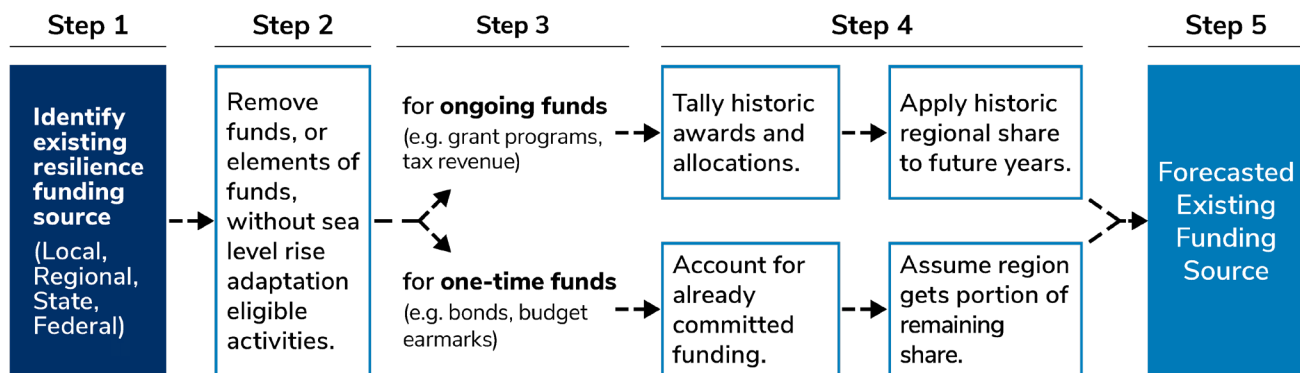 Step 1
Step 2
Step 3
Step 4
Step 5
Identify
existing
resilience
funding
source
(Local,
Regional,
State,
Federal)
Remove
funds, or
elements of
funds,
without sea
level rise
adaptation
eligible
activities.
for ongoing funds
(e.g. grant programs,
tax revenue)
Tally historic
awards and
allocations.
Apply historic
regional share
to future years.
for one-time funds
(e.g. bonds, budget
earmarks)
Account for
already
committed
funding.
Assume region
gets portion of
remaining
share.
Forecasted
Existing
Funding
Source